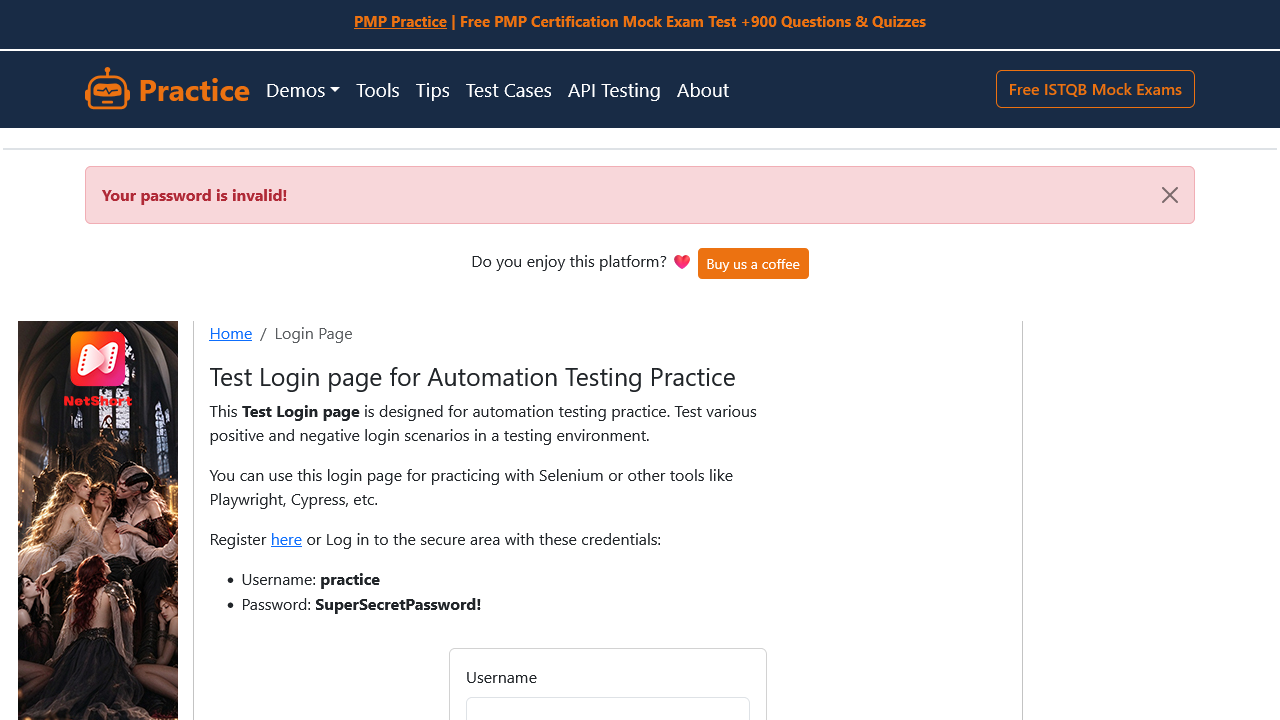 PMP Practice | Free PMP Certification Mock Exam Test +900 Questions & Quizzes
Practice Demos Tools Tips Test Cases API Testing About Free ISTQB Mock Exams
Your password is invalid!
Do you enjoy this platform? Buy us a coffee
NetShort
Home / Login Page
Test Login page for Automation Testing Practice
This Test Login page is designed for automation testing practice. Test various
positive and negative login scenarios in a testing environment.
You can use this login page for practicing with Selenium or other tools like
Playwright, Cypress, etc.
Register here or Log in to the secure area with these credentials:
• Username: practice
• Password: SuperSecretPassword!
Username